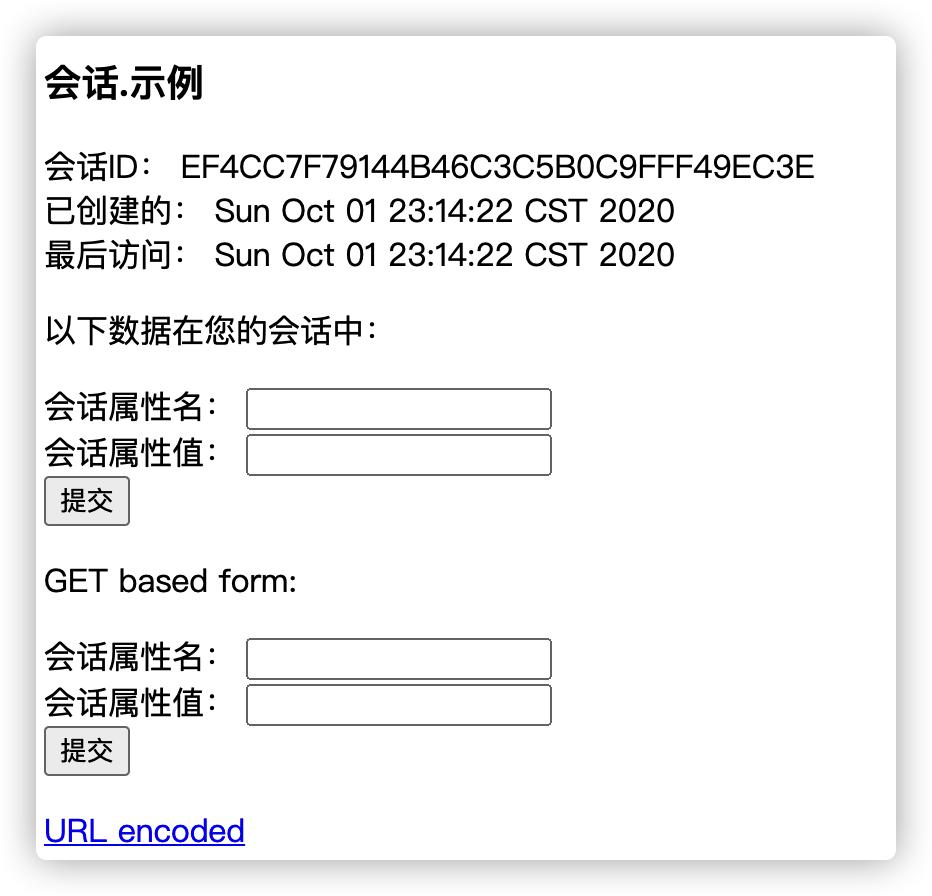 会话.示例
会话ID： EF4CC7F79144B46C3C5B0C9FFF49EC3E
已创建的： Sun Oct 01 23:14:22 CST 2020
最后访问： Sun Oct 01 23:14:22 CST 2020
以下数据在您的会话中：
会话属性名：
会话属性值：
提交
GET based form:
会话属性名：
会话属性值：
提交
URL encoded